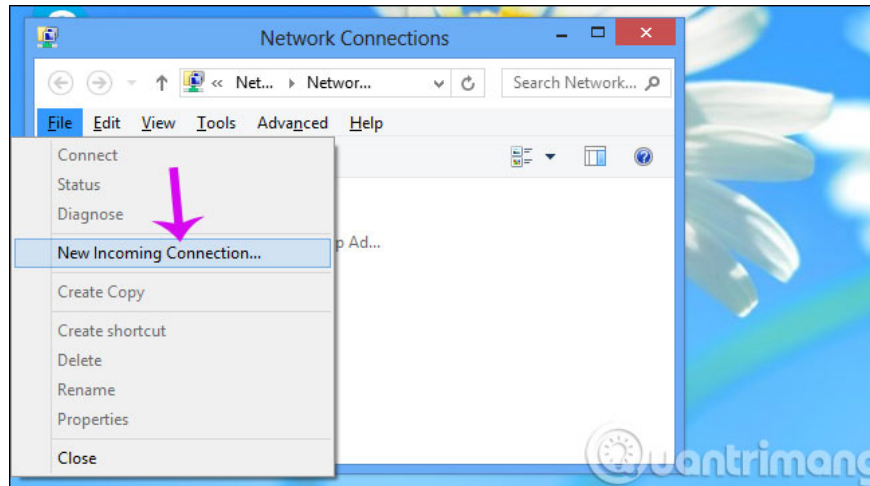 Network Connections
« Net... Networ... Search Network...
File Edit View Tools Advanced Help
Connect
Status
Diagnose
New Incoming Connection...
p Ad...
Create Copy
Create shortcut
Delete
Rename
Properties
Close
uantrimang